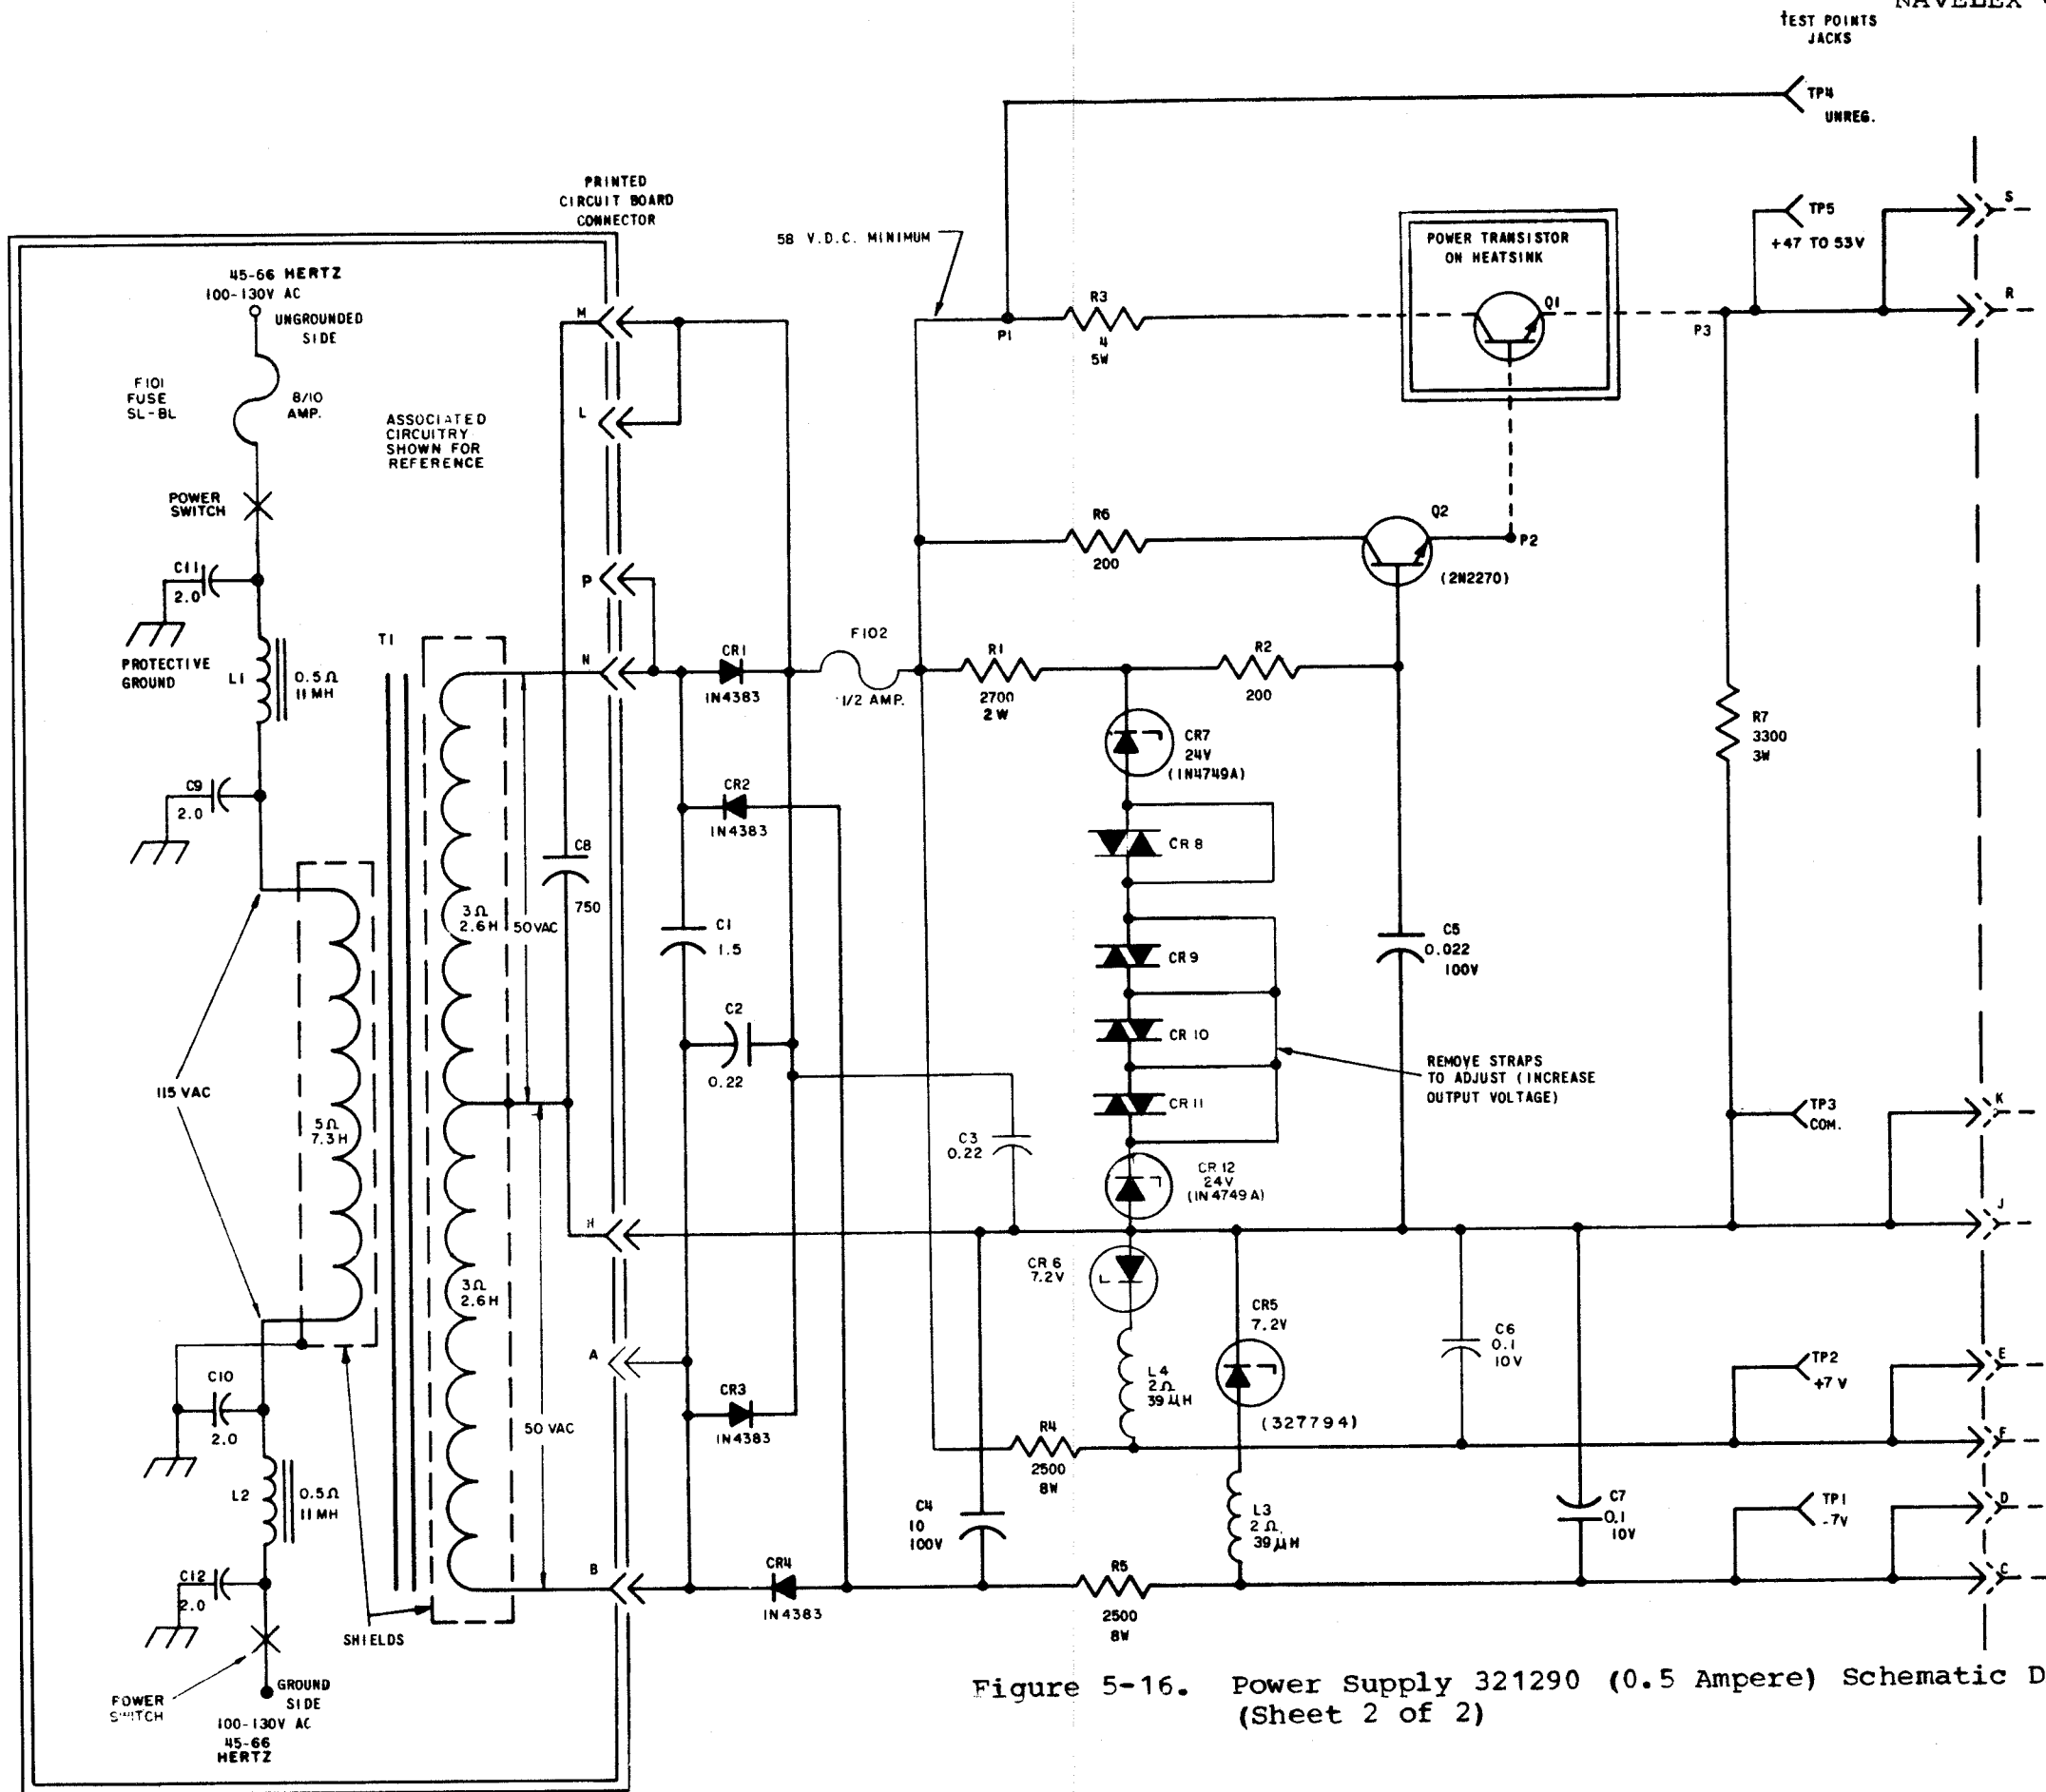 NAVELEX
TEST POINTS
JACKS
TP4
UNREG.
PRINTED
CIRCUIT BOARD
CONNECTOR
58 V.D.C. MINIMUM
POWER TRANSISTOR
ON HEATSINK
Q1
TP5
+47 TO 53V
S
R
45-66 HERTZ
100-130V AC
UNGROUNDED
SIDE
F101
FUSE
SL-BL
8/10
AMP.
ASSOCIATED
CIRCUITRY
SHOWN FOR
REFERENCE
M
L
P
N
P1
R3
4
5W
P3
POWER
SWITCH
C11
2.0
PROTECTIVE
GROUND
L1
0.5Ω
11 MH
T1
R6
200
Q2
(2N2270)
P2
CR1
1N4383
F102
1/2 AMP.
R1
2700
2W
R2
200
R7
3300
3W
CR7
24V
(1N4749A)
C9
2.0
CR2
1N4383
CR 8
C8
750
3Ω
2.6H
50VAC
C1
1.5
CR 9
C5
0.022
100V
C2
0.22
CR 10
REMOVE STRAPS
TO ADJUST (INCREASE
OUTPUT VOLTAGE)
115 VAC
5Ω
7.3H
CR 11
C3
0.22
TP3
COM.
K
CR 12
24V
(1N 4749 A)
H
J
3Ω
2.6H
CR 6
7.2V
CR5
7.2V
C6
0.1
10V
A
L4
2Ω
39 μH
(327794)
TP2
+7 V
E
F
C10
2.0
50 VAC
CR3
1N4383
R4
2500
8W
L2
0.5Ω
11 MH
C4
10
100V
L3
2 Ω
39 μH
C7
0.1
10V
TP1
-7V
D
C
C12
2.0
B
CR4
1N4383
R5
2500
8W
SHIELDS
POWER
SWITCH
GROUND
SIDE
100-130V AC
45-66
HERTZ
Figure 5-16. Power Supply 321290 (0.5 Ampere) Schematic D
(Sheet 2 of 2)